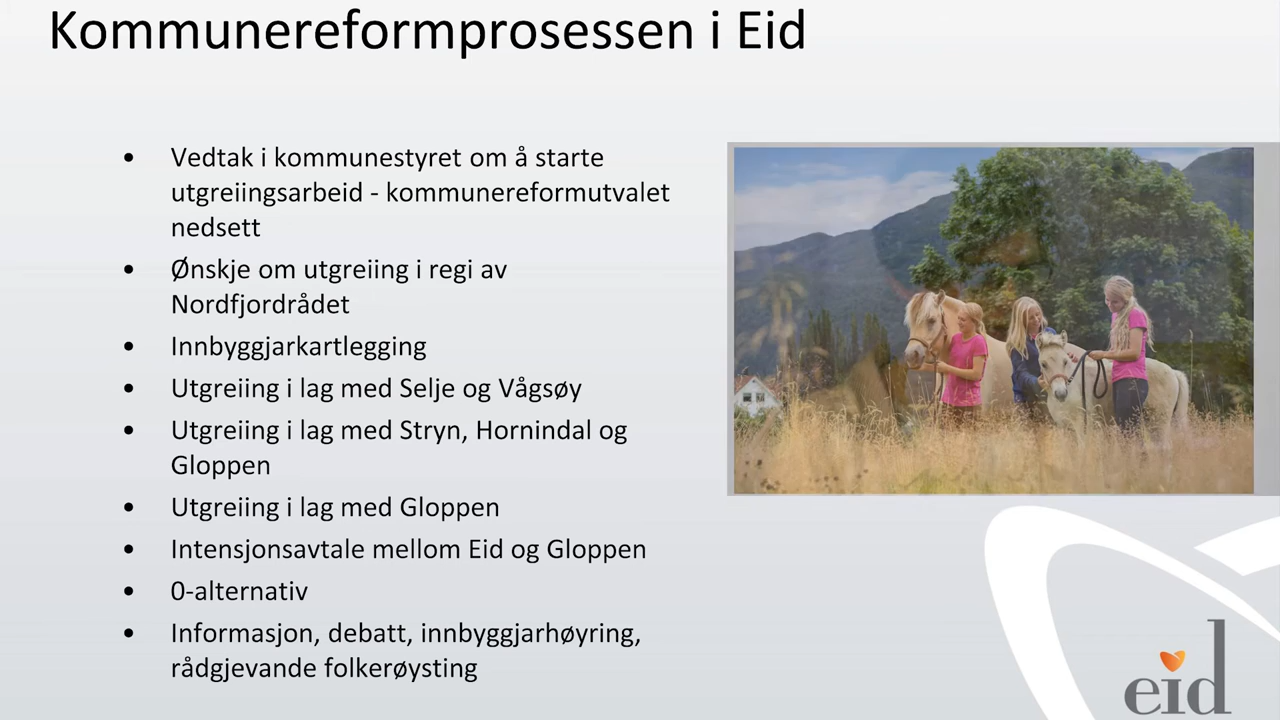 Kommunereformprosessen i Eid
• Vedtak i kommunestyret om å starte
utgreiingsarbeid - kommunereformutvalet
nedsett
• Ønskje om utgreiing i regi av
Nordfjordrådet
• Innbyggjarkartlegging
• Utgreiing i lag med Selje og Vågsøy
• Utgreiing i lag med Stryn, Hornindal og
Gloppen
• Utgreiing i lag med Gloppen
• Intensjonsavtale mellom Eid og Gloppen
• 0-alternativ
• Informasjon, debatt, innbyggjarhøyring,
rådgjevande folkerøysting
eid